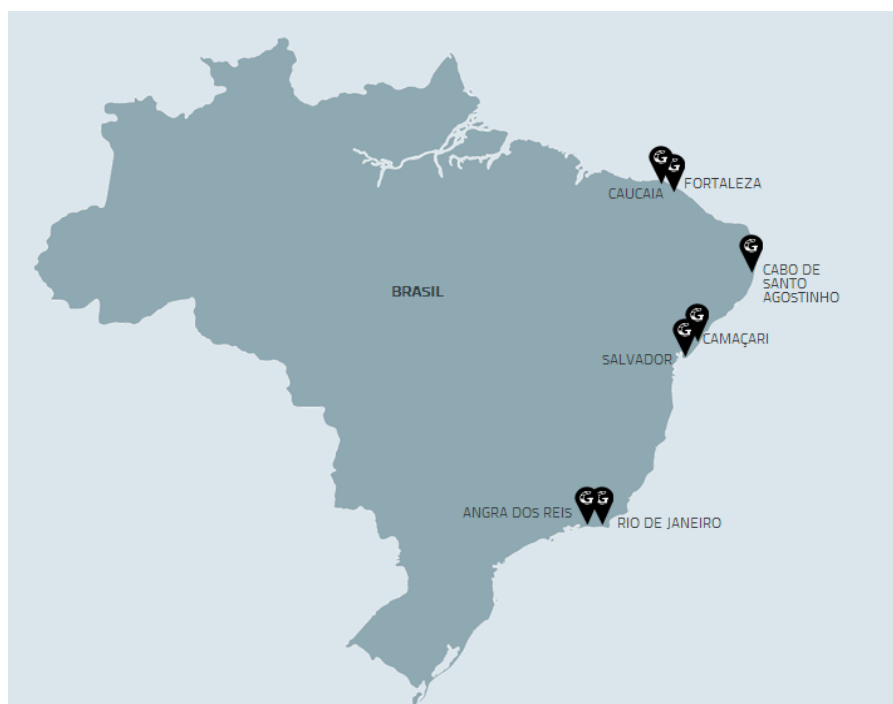 G
G
FORTALEZA
CAUCAIA
G
CABO DE
SANTO
AGOSTINHO
BRASIL
G
G
CAMAÇARI
SALVADOR
G
G
ANGRA DOS REIS
RIO DE JANEIRO